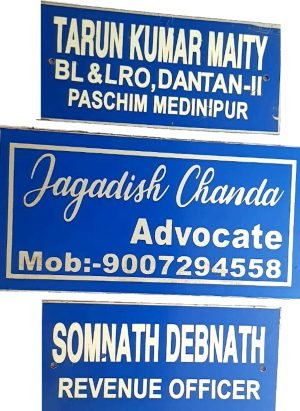 TARUN KUMAR MAITY
BL & LRO, DANTAN-II
PASCHIM MEDINIPUR
Jagadish Chanda
Advocate
Mob:-9007294558
SOMNATH DEBNATH
REVENUE OFFICER